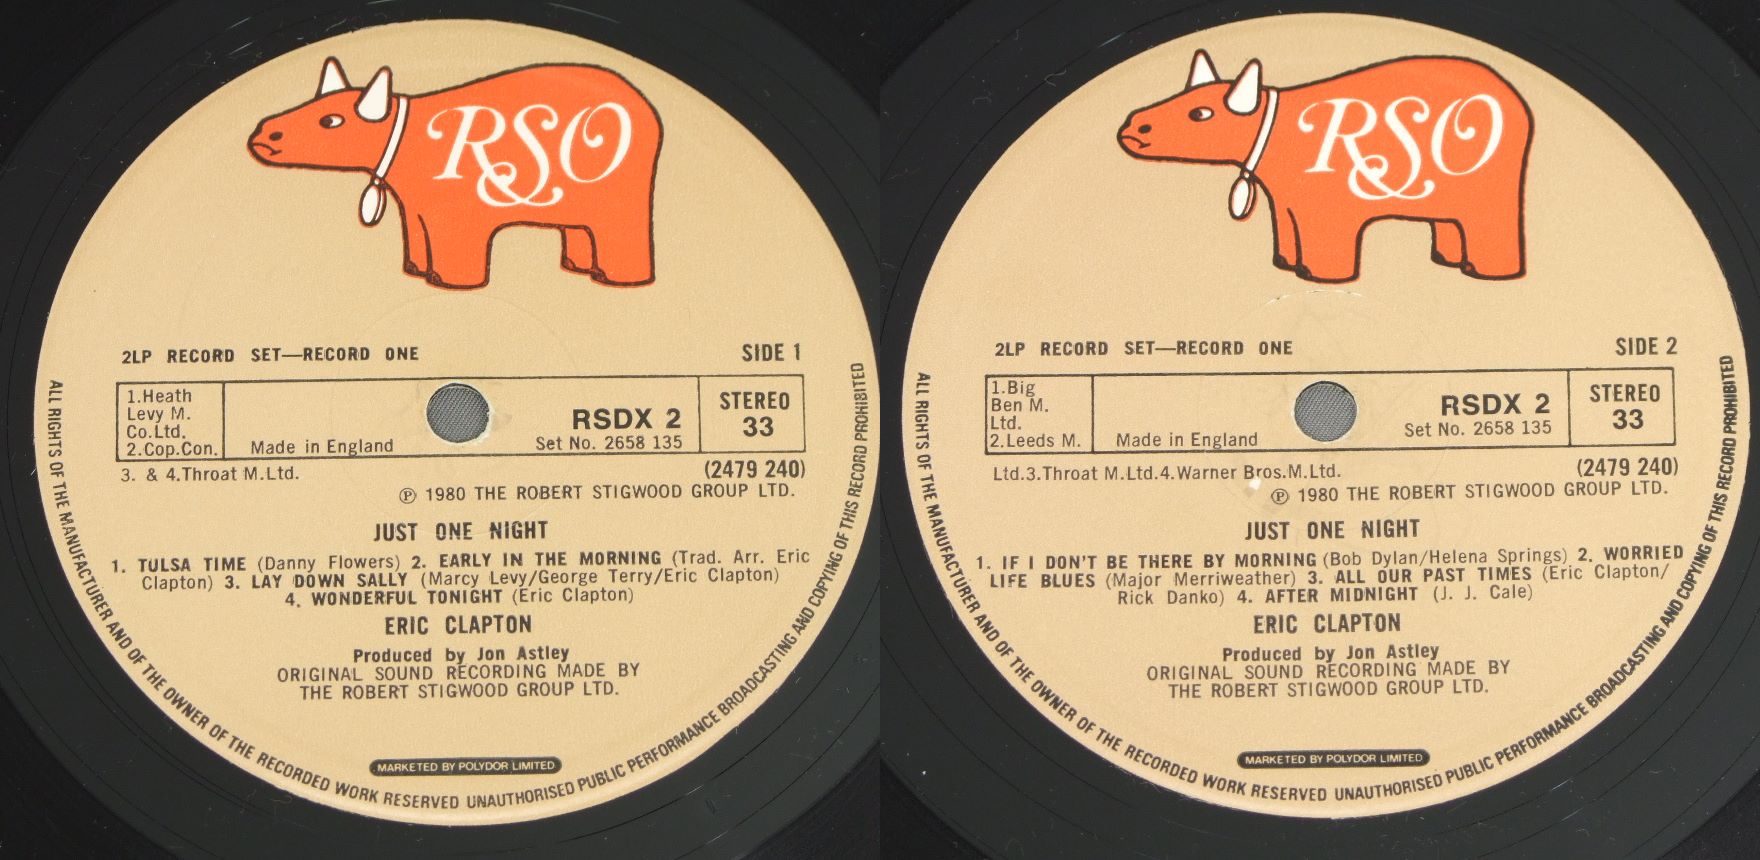 RSO
2LP RECORD SET—RECORD ONE
SIDE 1
1.Heath
Levy M.
Co.Ltd.
2.Cop.Con.
Made in England
RSDX 2
Set No. 2658 135
STEREO
33
3. & 4.Throat M.Ltd.
(2479 240)
℗ 1980 THE ROBERT STIGWOOD GROUP LTD.
JUST ONE NIGHT
1. TULSA TIME (Danny Flowers) 2. EARLY IN THE MORNING (Trad. Arr. Eric
Clapton) 3. LAY DOWN SALLY (Marcy Levy/George Terry/Eric Clapton)
4. WONDERFUL TONIGHT (Eric Clapton)
ERIC CLAPTON
Produced by Jon Astley
ORIGINAL SOUND RECORDING MADE BY
THE ROBERT STIGWOOD GROUP LTD.
MARKETED BY POLYDOR LIMITED
ALL RIGHTS OF THE MANUFACTURER AND OF THE OWNER OF THE RECORDED WORK RESERVED UNAUTHORISED PUBLIC PERFORMANCE BROADCASTING AND COPYING OF THIS RECORD PROHIBITED
RSO
2LP RECORD SET—RECORD ONE
SIDE 2
1.Big
Ben M.
Ltd.
2.Leeds M.
Made in England
RSDX 2
Set No. 2658 135
STEREO
33
Ltd.3.Throat M.Ltd.4.Warner Bros.M.Ltd.
(2479 240)
℗ 1980 THE ROBERT STIGWOOD GROUP LTD.
JUST ONE NIGHT
1. IF I DON'T BE THERE BY MORNING (Bob Dylan/Helena Springs) 2. WORRIED
LIFE BLUES (Major Merriweather) 3. ALL OUR PAST TIMES (Eric Clapton/
Rick Danko) 4. AFTER MIDNIGHT (J. J. Cale)
ERIC CLAPTON
Produced by Jon Astley
ORIGINAL SOUND RECORDING MADE BY
THE ROBERT STIGWOOD GROUP LTD.
MARKETED BY POLYDOR LIMITED
ALL RIGHTS OF THE MANUFACTURER AND OF THE OWNER OF THE RECORDED WORK RESERVED UNAUTHORISED PUBLIC PERFORMANCE BROADCASTING AND COPYING OF THIS RECORD PROHIBITED